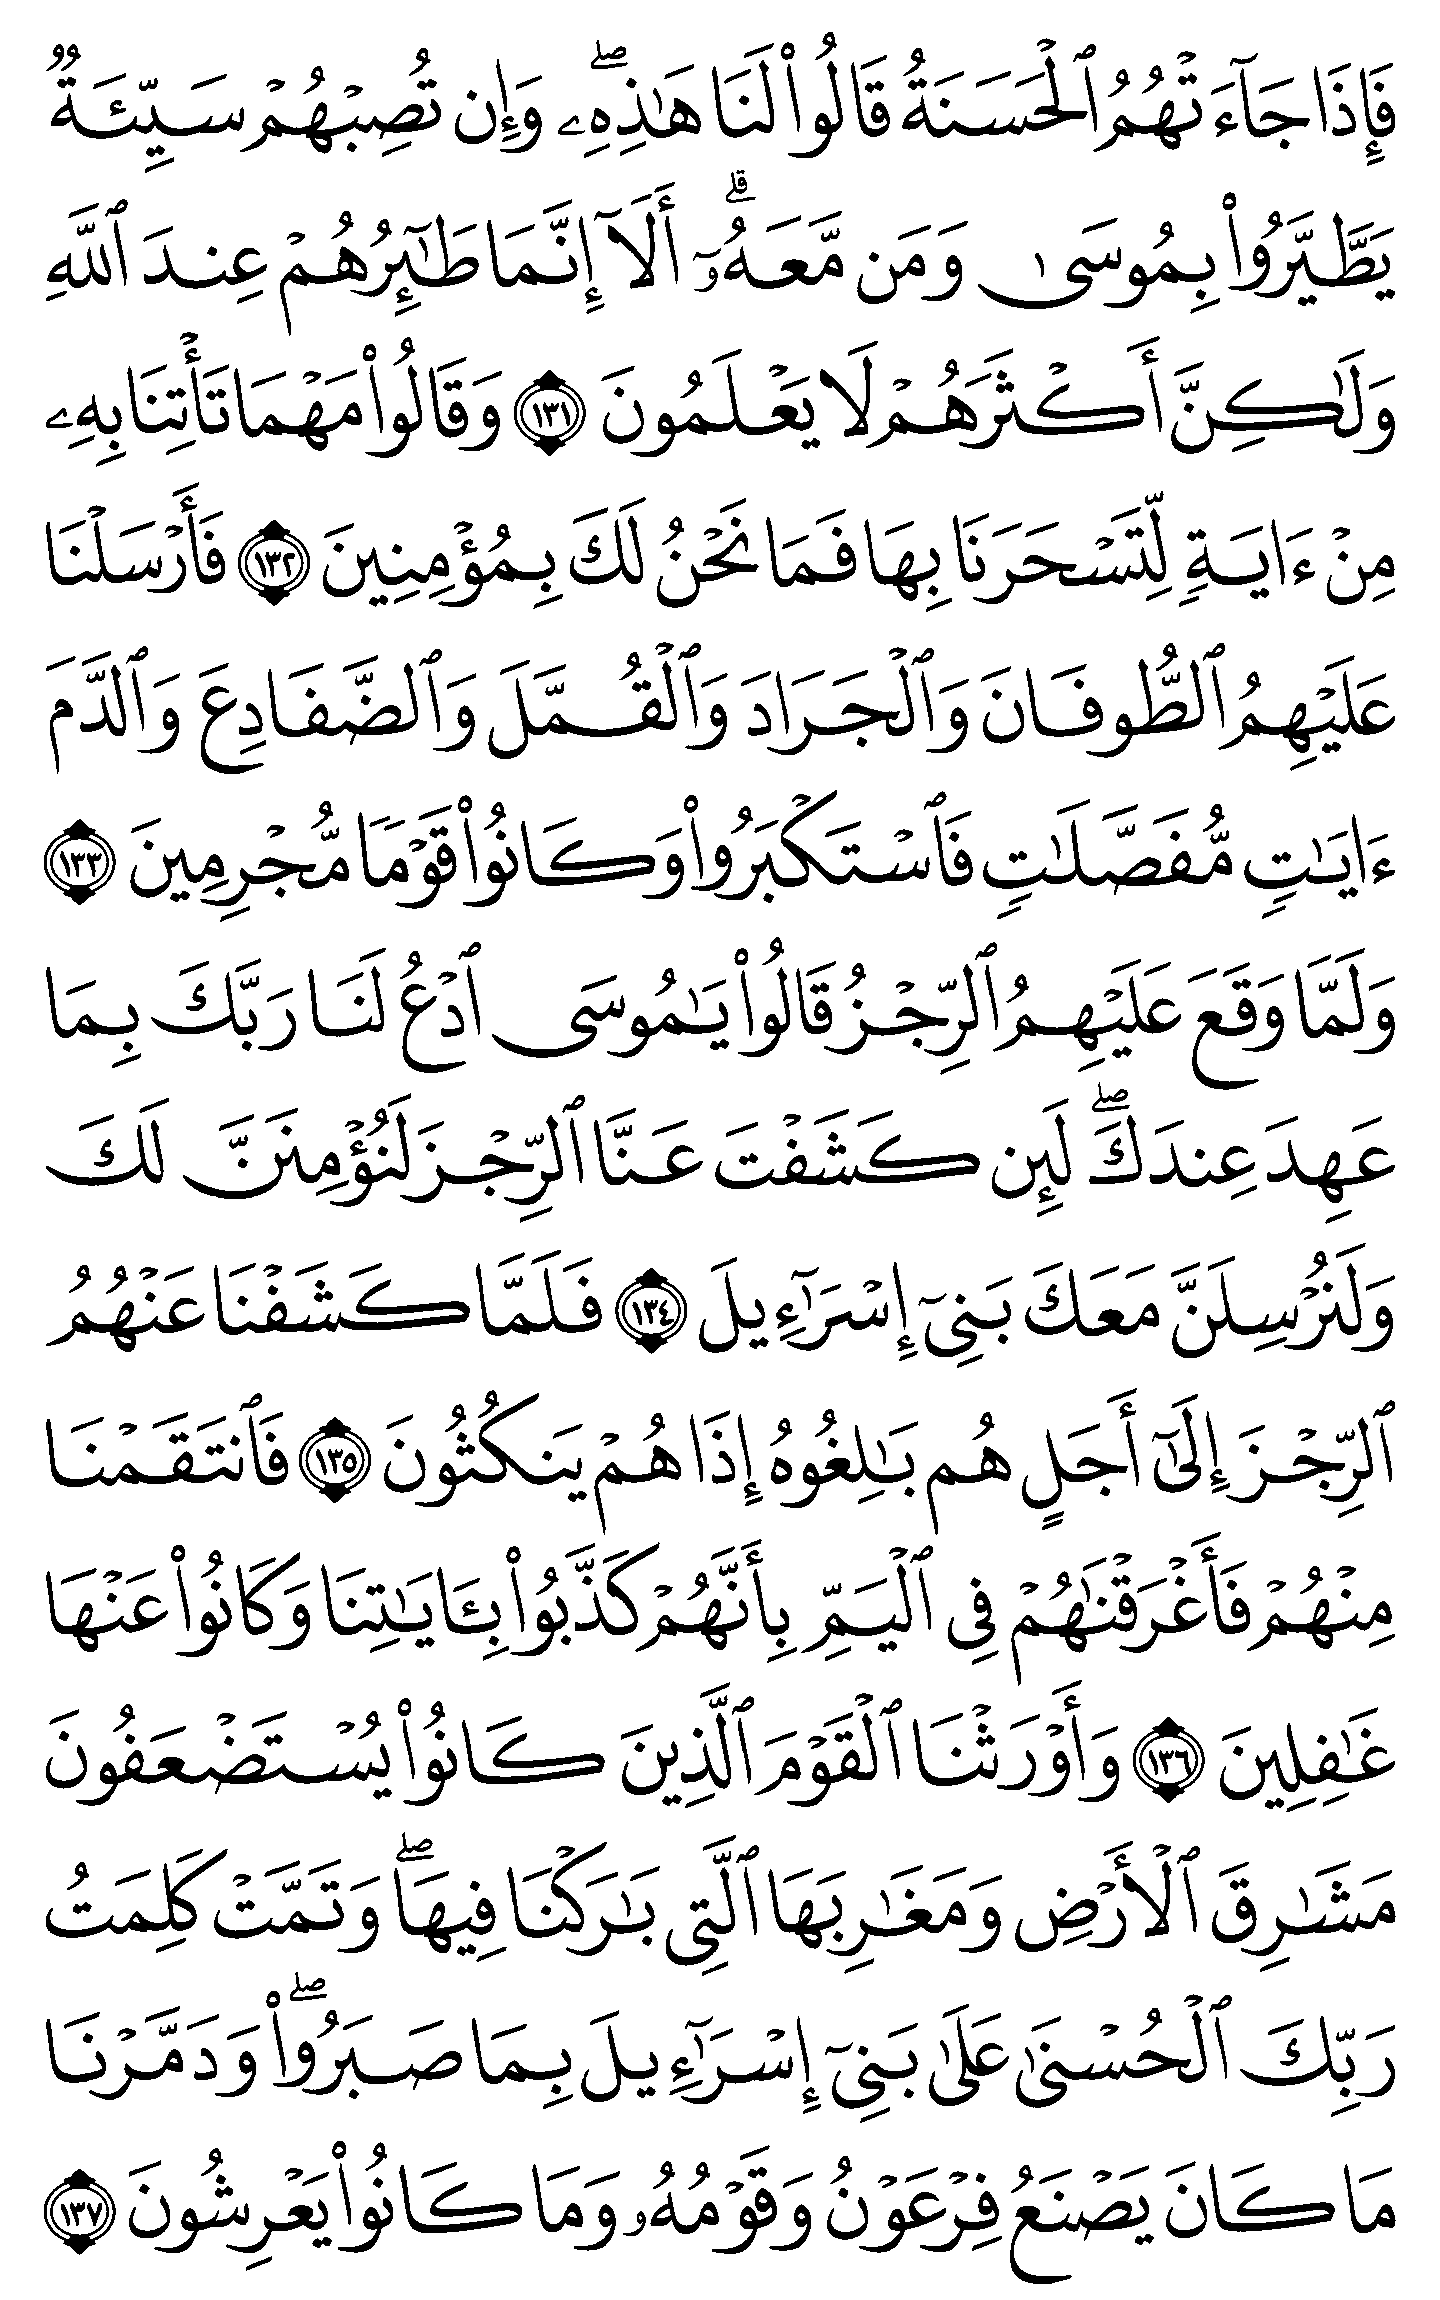 فَإِذَا جَآءَتْهُمُ ٱلْحَسَنَةُ قَالُوا۟ لَنَا هَـٰذِهِۦ ۖ وَإِن تُصِبْهُمْ سَيِّئَةٌ
يَطَّيَّرُوا۟ بِمُوسَىٰ وَمَن مَّعَهُۥٓ ۗ أَلَآ إِنَّمَا طَـٰٓئِرُهُمْ عِندَ ٱللَّهِ
وَلَـٰكِنَّ أَكْثَرَهُمْ لَا يَعْلَمُونَ ١٣١ وَقَالُوا۟ مَهْمَا تَأْتِنَا بِهِۦ
مِنْ ءَايَةٍ لِّتَسْحَرَنَا بِهَا فَمَا نَحْنُ لَكَ بِمُؤْمِنِينَ ١٣٢ فَأَرْسَلْنَا
عَلَيْهِمُ ٱلطُّوفَانَ وَٱلْجَرَادَ وَٱلْقُمَّلَ وَٱلضَّفَادِعَ وَٱلدَّمَ
ءَايَـٰتٍ مُّفَصَّلَـٰتٍ فَٱسْتَكْبَرُوا۟ وَكَانُوا۟ قَوْمًا مُّجْرِمِينَ ١٣٣
وَلَمَّا وَقَعَ عَلَيْهِمُ ٱلرِّجْزُ قَالُوا۟ يَـٰمُوسَى ٱدْعُ لَنَا رَبَّكَ بِمَا
عَهِدَ عِندَكَ ۖ لَئِن كَشَفْتَ عَنَّا ٱلرِّجْزَ لَنُؤْمِنَنَّ لَكَ
وَلَنُرْسِلَنَّ مَعَكَ بَنِىٓ إِسْرَٰٓءِيلَ ١٣٤ فَلَمَّا كَشَفْنَا عَنْهُمُ
ٱلرِّجْزَ إِلَىٰٓ أَجَلٍ هُم بَـٰلِغُوهُ إِذَا هُمْ يَنكُثُونَ ١٣٥ فَٱنتَقَمْنَا
مِنْهُمْ فَأَغْرَقْنَـٰهُمْ فِى ٱلْيَمِّ بِأَنَّهُمْ كَذَّبُوا۟ بِـَٔايَـٰتِنَا وَكَانُوا۟ عَنْهَا
غَـٰفِلِينَ ١٣٦ وَأَوْرَثْنَا ٱلْقَوْمَ ٱلَّذِينَ كَانُوا۟ يُسْتَضْعَفُونَ
مَشَـٰرِقَ ٱلْأَرْضِ وَمَغَـٰرِبَهَا ٱلَّتِى بَـٰرَكْنَا فِيهَا ۖ وَتَمَّتْ كَلِمَتُ
رَبِّكَ ٱلْحُسْنَىٰ عَلَىٰ بَنِىٓ إِسْرَٰٓءِيلَ بِمَا صَبَرُوا۟ ۖ وَدَمَّرْنَا
مَا كَانَ يَصْنَعُ فِرْعَوْنُ وَقَوْمُهُۥ وَمَا كَانُوا۟ يَعْرِشُونَ ١٣٧